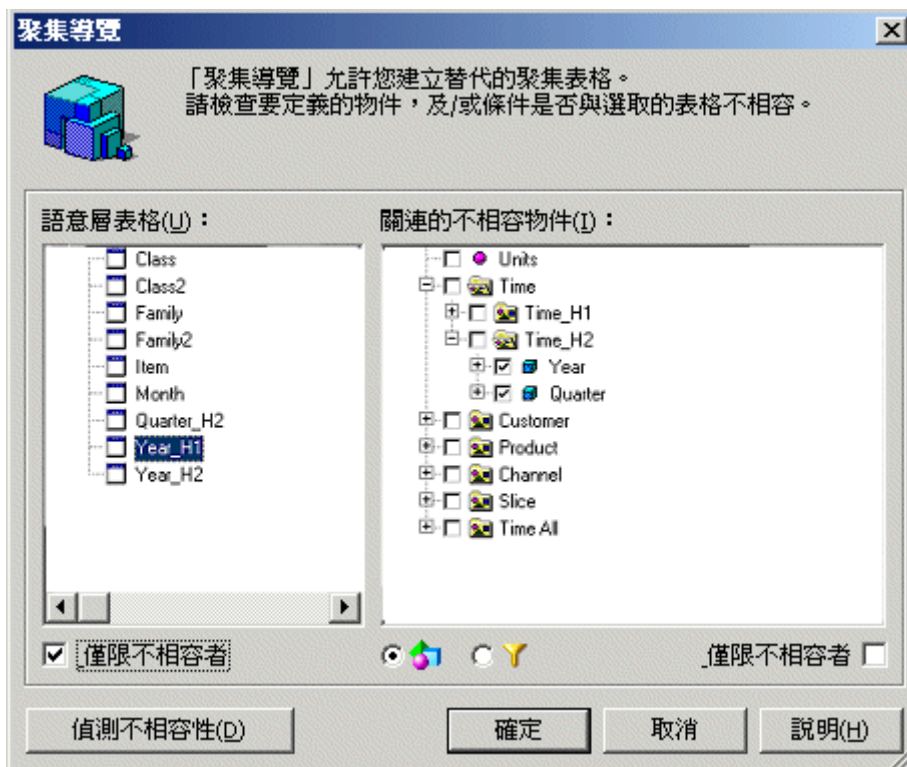 聚集導覽
「聚集導覽」允許您建立替代的聚集表格。
請檢查要定義的物件，及/或條件是否與選取的表格不相容。
語意層表格(U)：
Class
Class2
Family
Family2
Item
Month
Quarter_H2
Year_H1
Year_H2
僅限不相容者
關連的不相容物件(I)：
Units
Time
Time_H1
Time_H2
Year
Quarter
Customer
Product
Channel
Slice
Time All
_僅限不相容者
偵測不相容性(D)
確定
取消
說明(H)